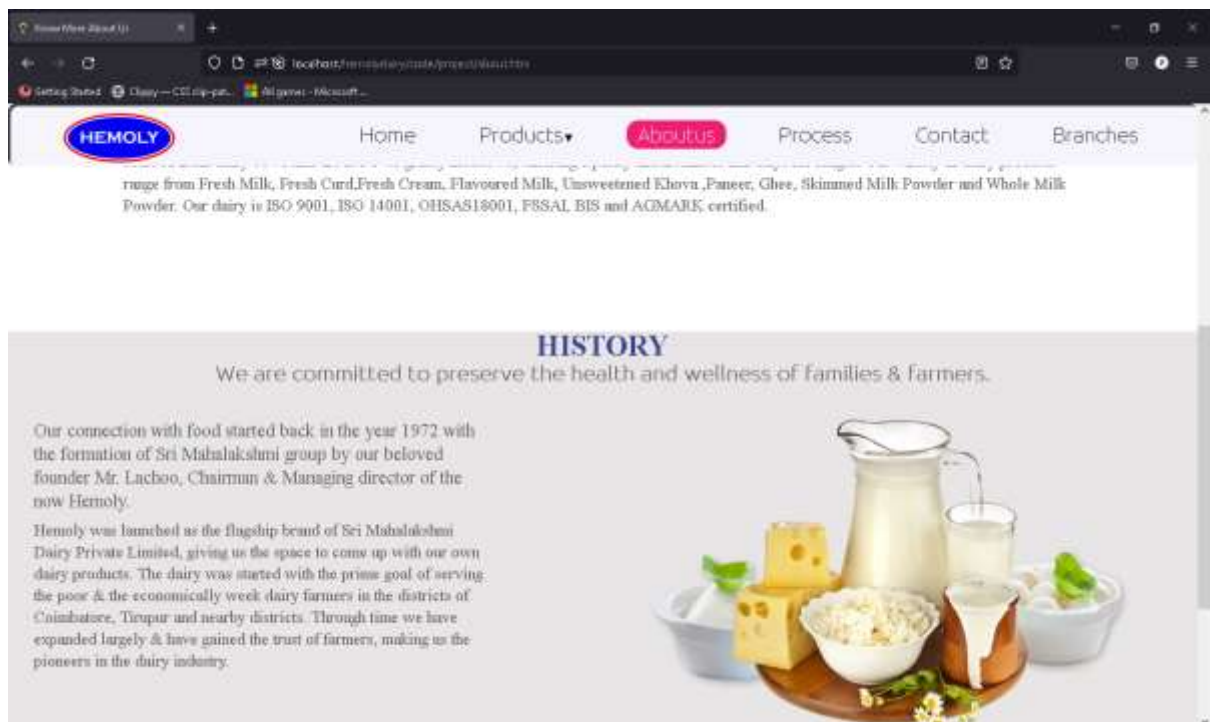 Know More About Us
localhost/
Getting Started
HEMOLY
Home Products▾ Aboutus Process Contact Branches
range from Fresh Milk, Fresh Curd,Fresh Cream, Flavoured Milk, Unsweetened Khova ,Paneer, Ghee, Skimmed Milk Powder and Whole Milk
Powder. Our dairy is ISO 9001, ISO 14001, OHSAS18001, FSSAI, BIS and AGMARK certified.
HISTORY
We are committed to preserve the health and wellness of families & farmers.
Our connection with food started back in the year 1972 with
the formation of Sri Mahalakshmi group by our beloved
founder Mr. Lachoo, Chairman & Managing director of the
now Hemoly.
Hemoly was launched as the flagship brand of Sri Mahalakshmi
Dairy Private Limited, giving us the space to come up with our own
dairy products. The dairy was started with the prime goal of serving
the poor & the economically week dairy farmers in the districts of
Coimbatore, Tirupur and nearby districts. Through time we have
expanded largely & have gained the trust of farmers, making us the
pioneers in the dairy industry.